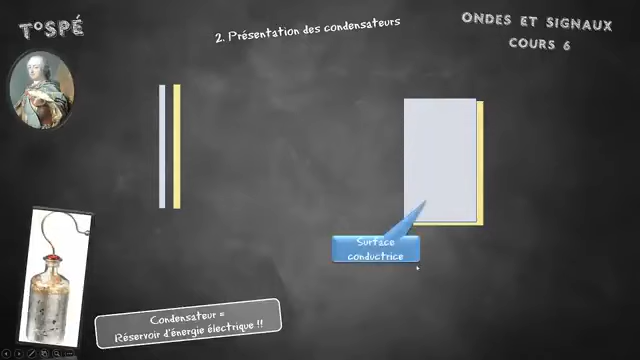 T°SPÉ
2. Présentation des condensateurs
ONDES ET SIGNAUX
COURS 6
Surface
conductrice
Condensateur =
Réservoir d'énergie électrique !!